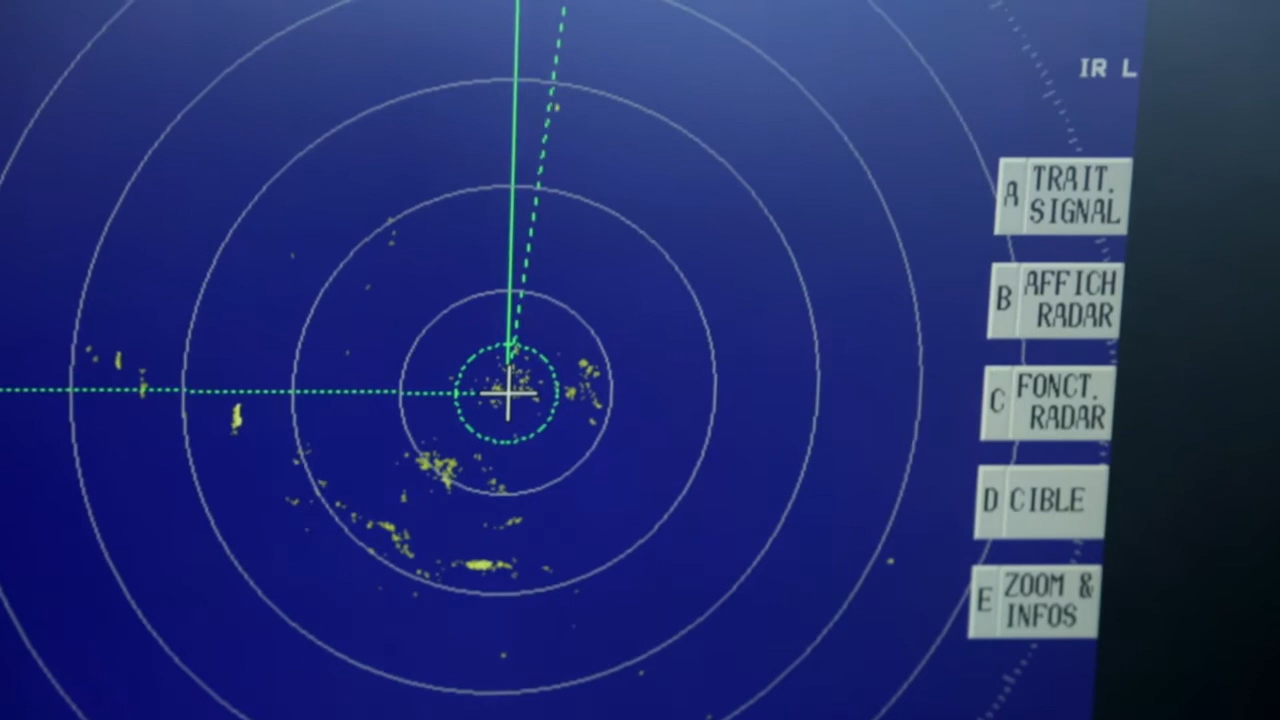 IR L
A TRAIT.
SIGNAL
B AFFICH
RADAR
C FONCT.
RADAR
D CIBLE
E ZOOM &
INFOS